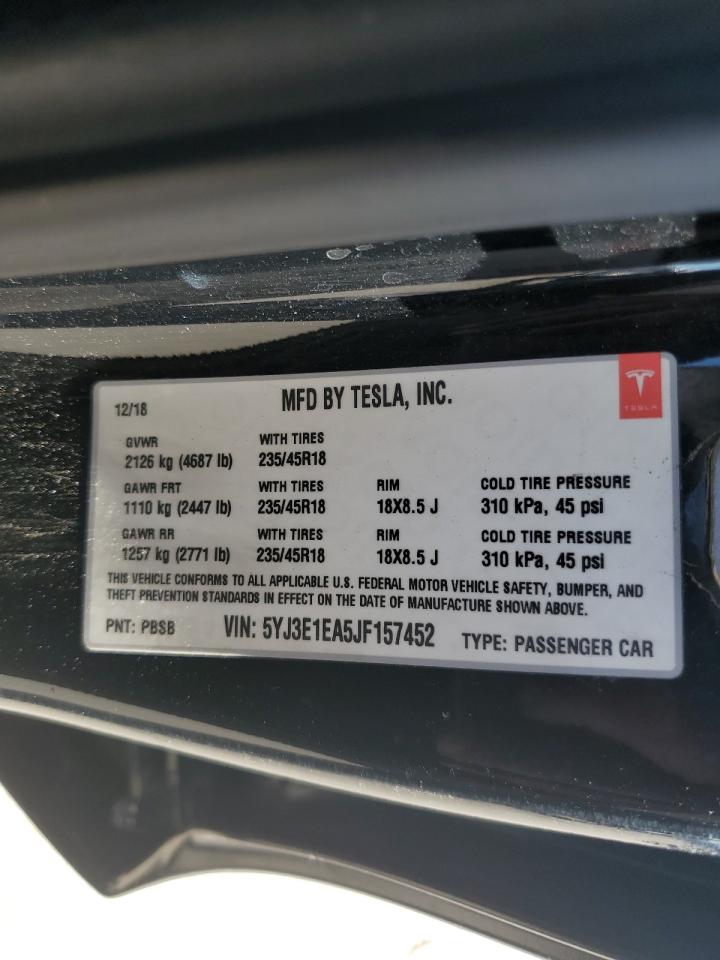 12/18 MFD BY TESLA, INC.
TESLA
GVWR WITH TIRES
2126 kg (4687 lb) 235/45R18
GAWR FRT WITH TIRES RIM COLD TIRE PRESSURE
1110 kg (2447 lb) 235/45R18 18X8.5 J 310 kPa, 45 psi
GAWR RR WITH TIRES RIM COLD TIRE PRESSURE
1257 kg (2771 lb) 235/45R18 18X8.5 J 310 kPa, 45 psi
THIS VEHICLE CONFORMS TO ALL APPLICABLE U.S. FEDERAL MOTOR VEHICLE SAFETY, BUMPER, AND
THEFT PREVENTION STANDARDS IN EFFECT ON THE DATE OF MANUFACTURE SHOWN ABOVE.
PNT: PBSB VIN: 5YJ3E1EA5JF157452 TYPE: PASSENGER CAR